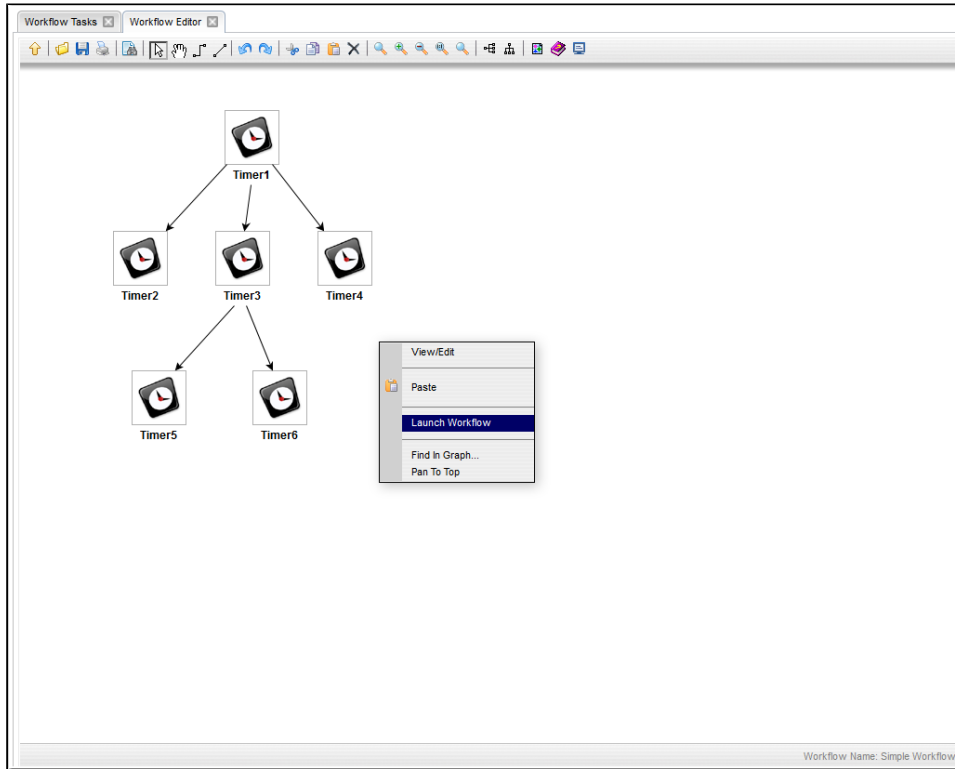 Workflow Tasks
Workflow Editor
Timer1
Timer2
Timer3
Timer4
View/Edit
Paste
Launch Workflow
Find In Graph...
Pan To Top
Timer5
Timer6
Workflow Name: Simple Workflow